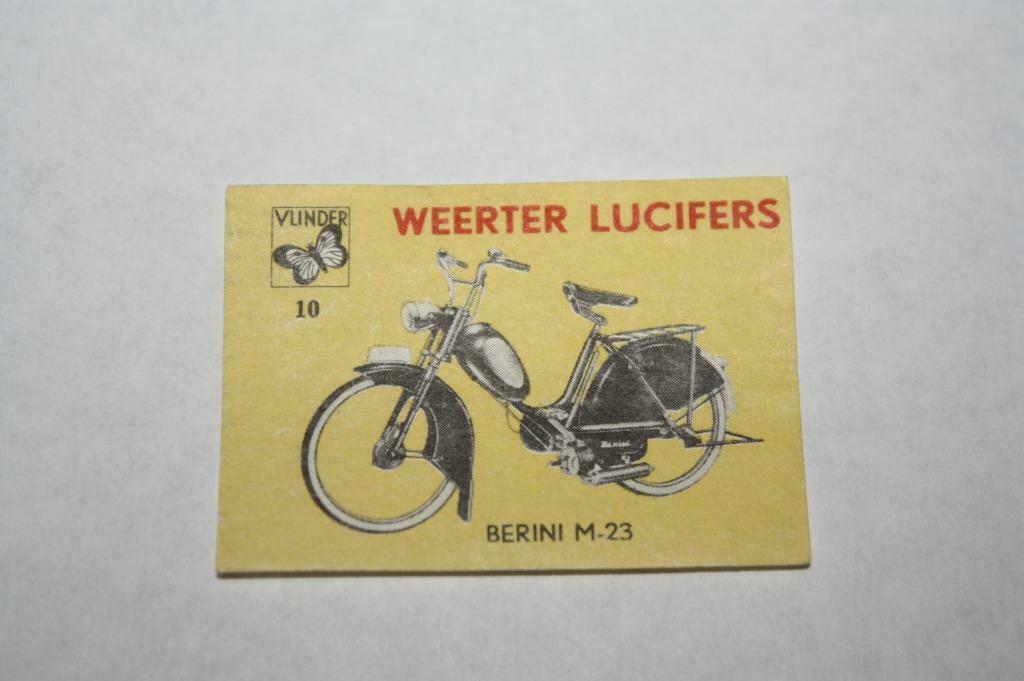 VLINDER
WEERTER LUCIFERS
10
BERINI M-23